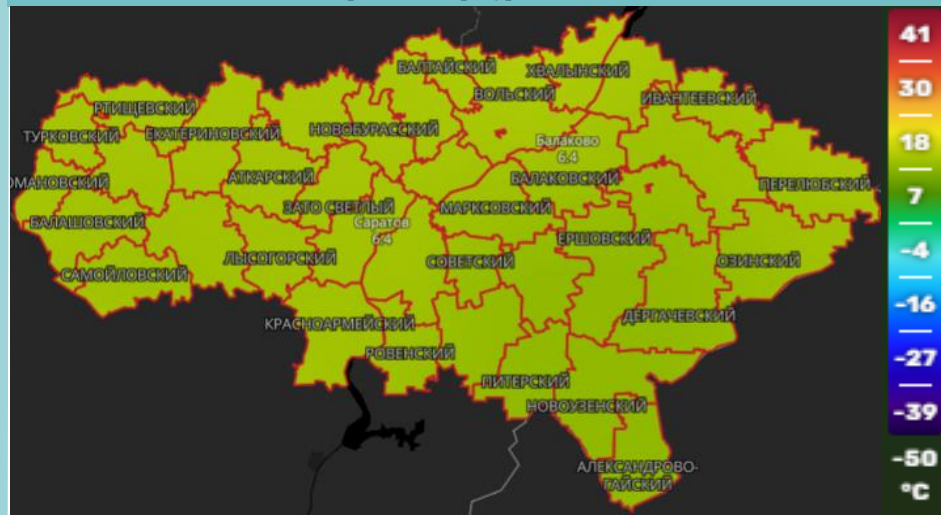 БАЛТАЙСКИЙ
ХВАЛЫНСКИЙ
ВОЛЬСКИЙ
ИВАНТЕЕВСКИЙ
РТИЩЕВСКИЙ
ТУРКОВСКИЙ
ЕКАТЕРИНОВСКИЙ
НОВОБУРАССКИЙ
Балаково
6.4
ОМАНОВСКИЙ
АТКАРСКИЙ
БАЛАКОВСКИЙ
ПЕРЕЛЮБСКИЙ
БАЛАШОВСКИЙ
ЗАТО СВЕТЛЫЙ
МАРКСОВСКИЙ
Саратов
6.4
ЕРШОВСКИЙ
САМОЙЛОВСКИЙ
ЛЫСОГОРСКИЙ
СОВЕТСКИЙ
ОЗИНСКИЙ
КРАСНОАРМЕЙСКИЙ
ДЕРГАЧЕВСКИЙ
РОВЕНСКИЙ
ПИТЕРСКИЙ
НОВОУЗЕНСКИЙ
АЛЕКСАНДРОВО-
ГАЙСКИЙ
41
30
18
7
-4
-16
-27
-39
-50
°C